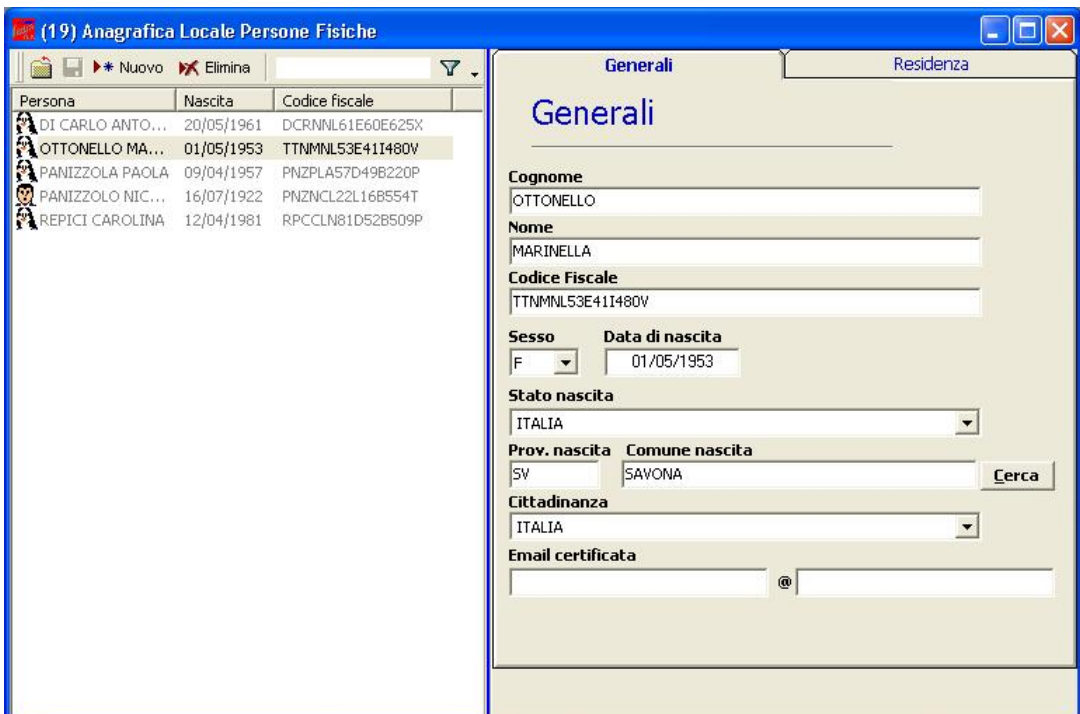 (19) Anagrafica Locale Persone Fisiche
Nuovo Elimina
Persona Nascita Codice fiscale
DI CARLO ANTO... 20/05/1961 DCRNNL61E60E625X
OTTONELLO MA... 01/05/1953 TTNMNL53E41I480V
PANIZZOLA PAOLA 09/04/1957 PNZPLA57D49B220P
PANIZZOLO NIC... 16/07/1922 PNZNCL22L16B554T
REPICI CAROLINA 12/04/1981 RPCCLN81D52B509P
Generali Residenza
Generali
Cognome
OTTONELLO
Nome
MARINELLA
Codice Fiscale
TTNMNL53E41I480V
Sesso Data di nascita
F 01/05/1953
Stato nascita
ITALIA
Prov. nascita Comune nascita
SV SAVONA Cerca
Cittadinanza
ITALIA
Email certificata
@